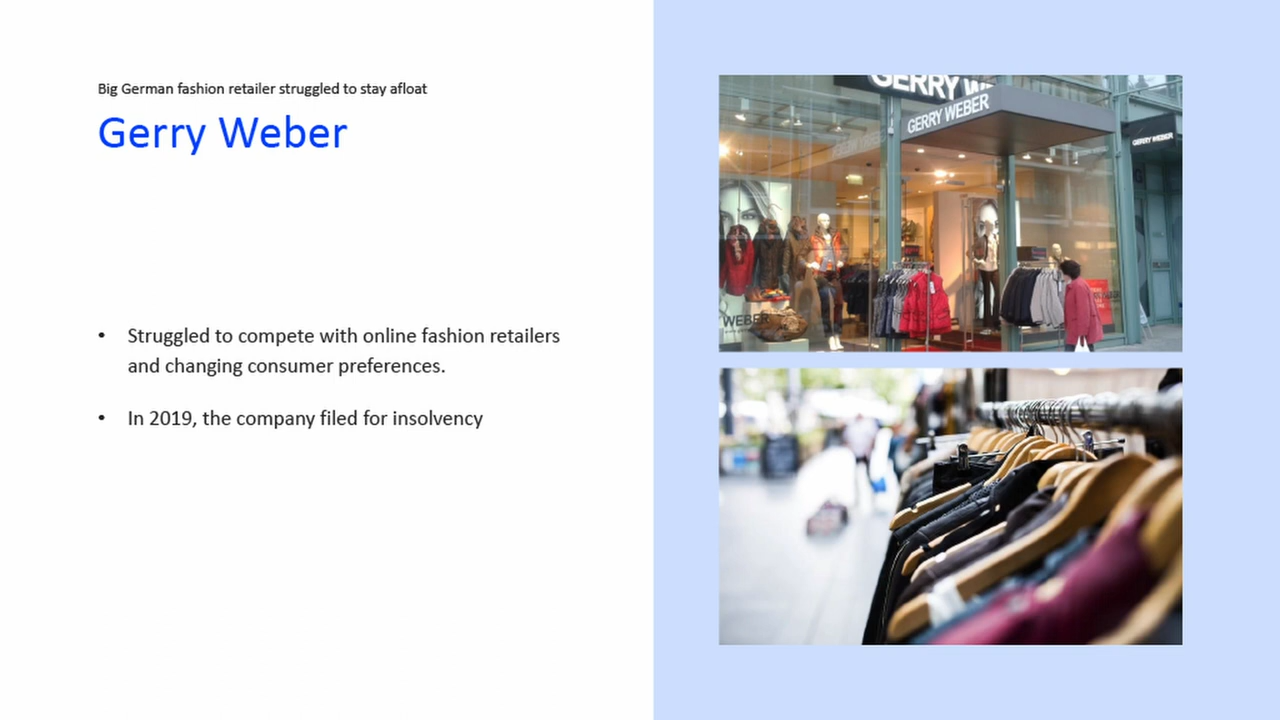 Big German fashion retailer struggled to stay afloat
Gerry Weber
• Struggled to compete with online fashion retailers
and changing consumer preferences.
• In 2019, the company filed for insolvency
GERRY WE
GERRY WEBER
GERRY WEBER
WEBER